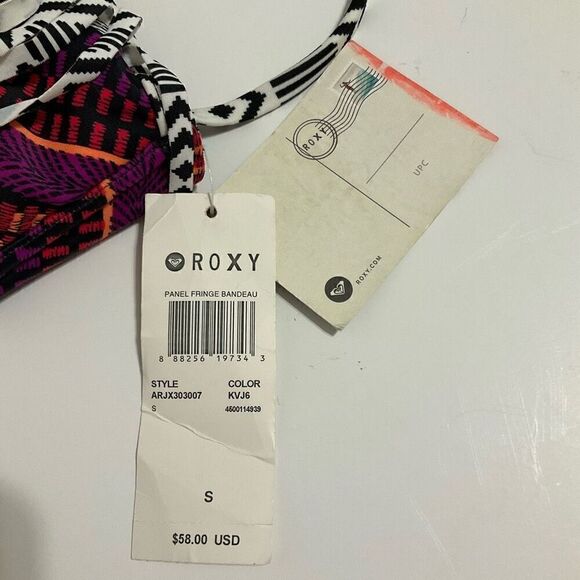 ROXY
PANEL FRINGE BANDEAU
8 88256 19734 3
STYLE COLOR
ARJX303007 KVJ6
S 4500114939
S
$58.00 USD
ROXY
UPC
ROXY.COM